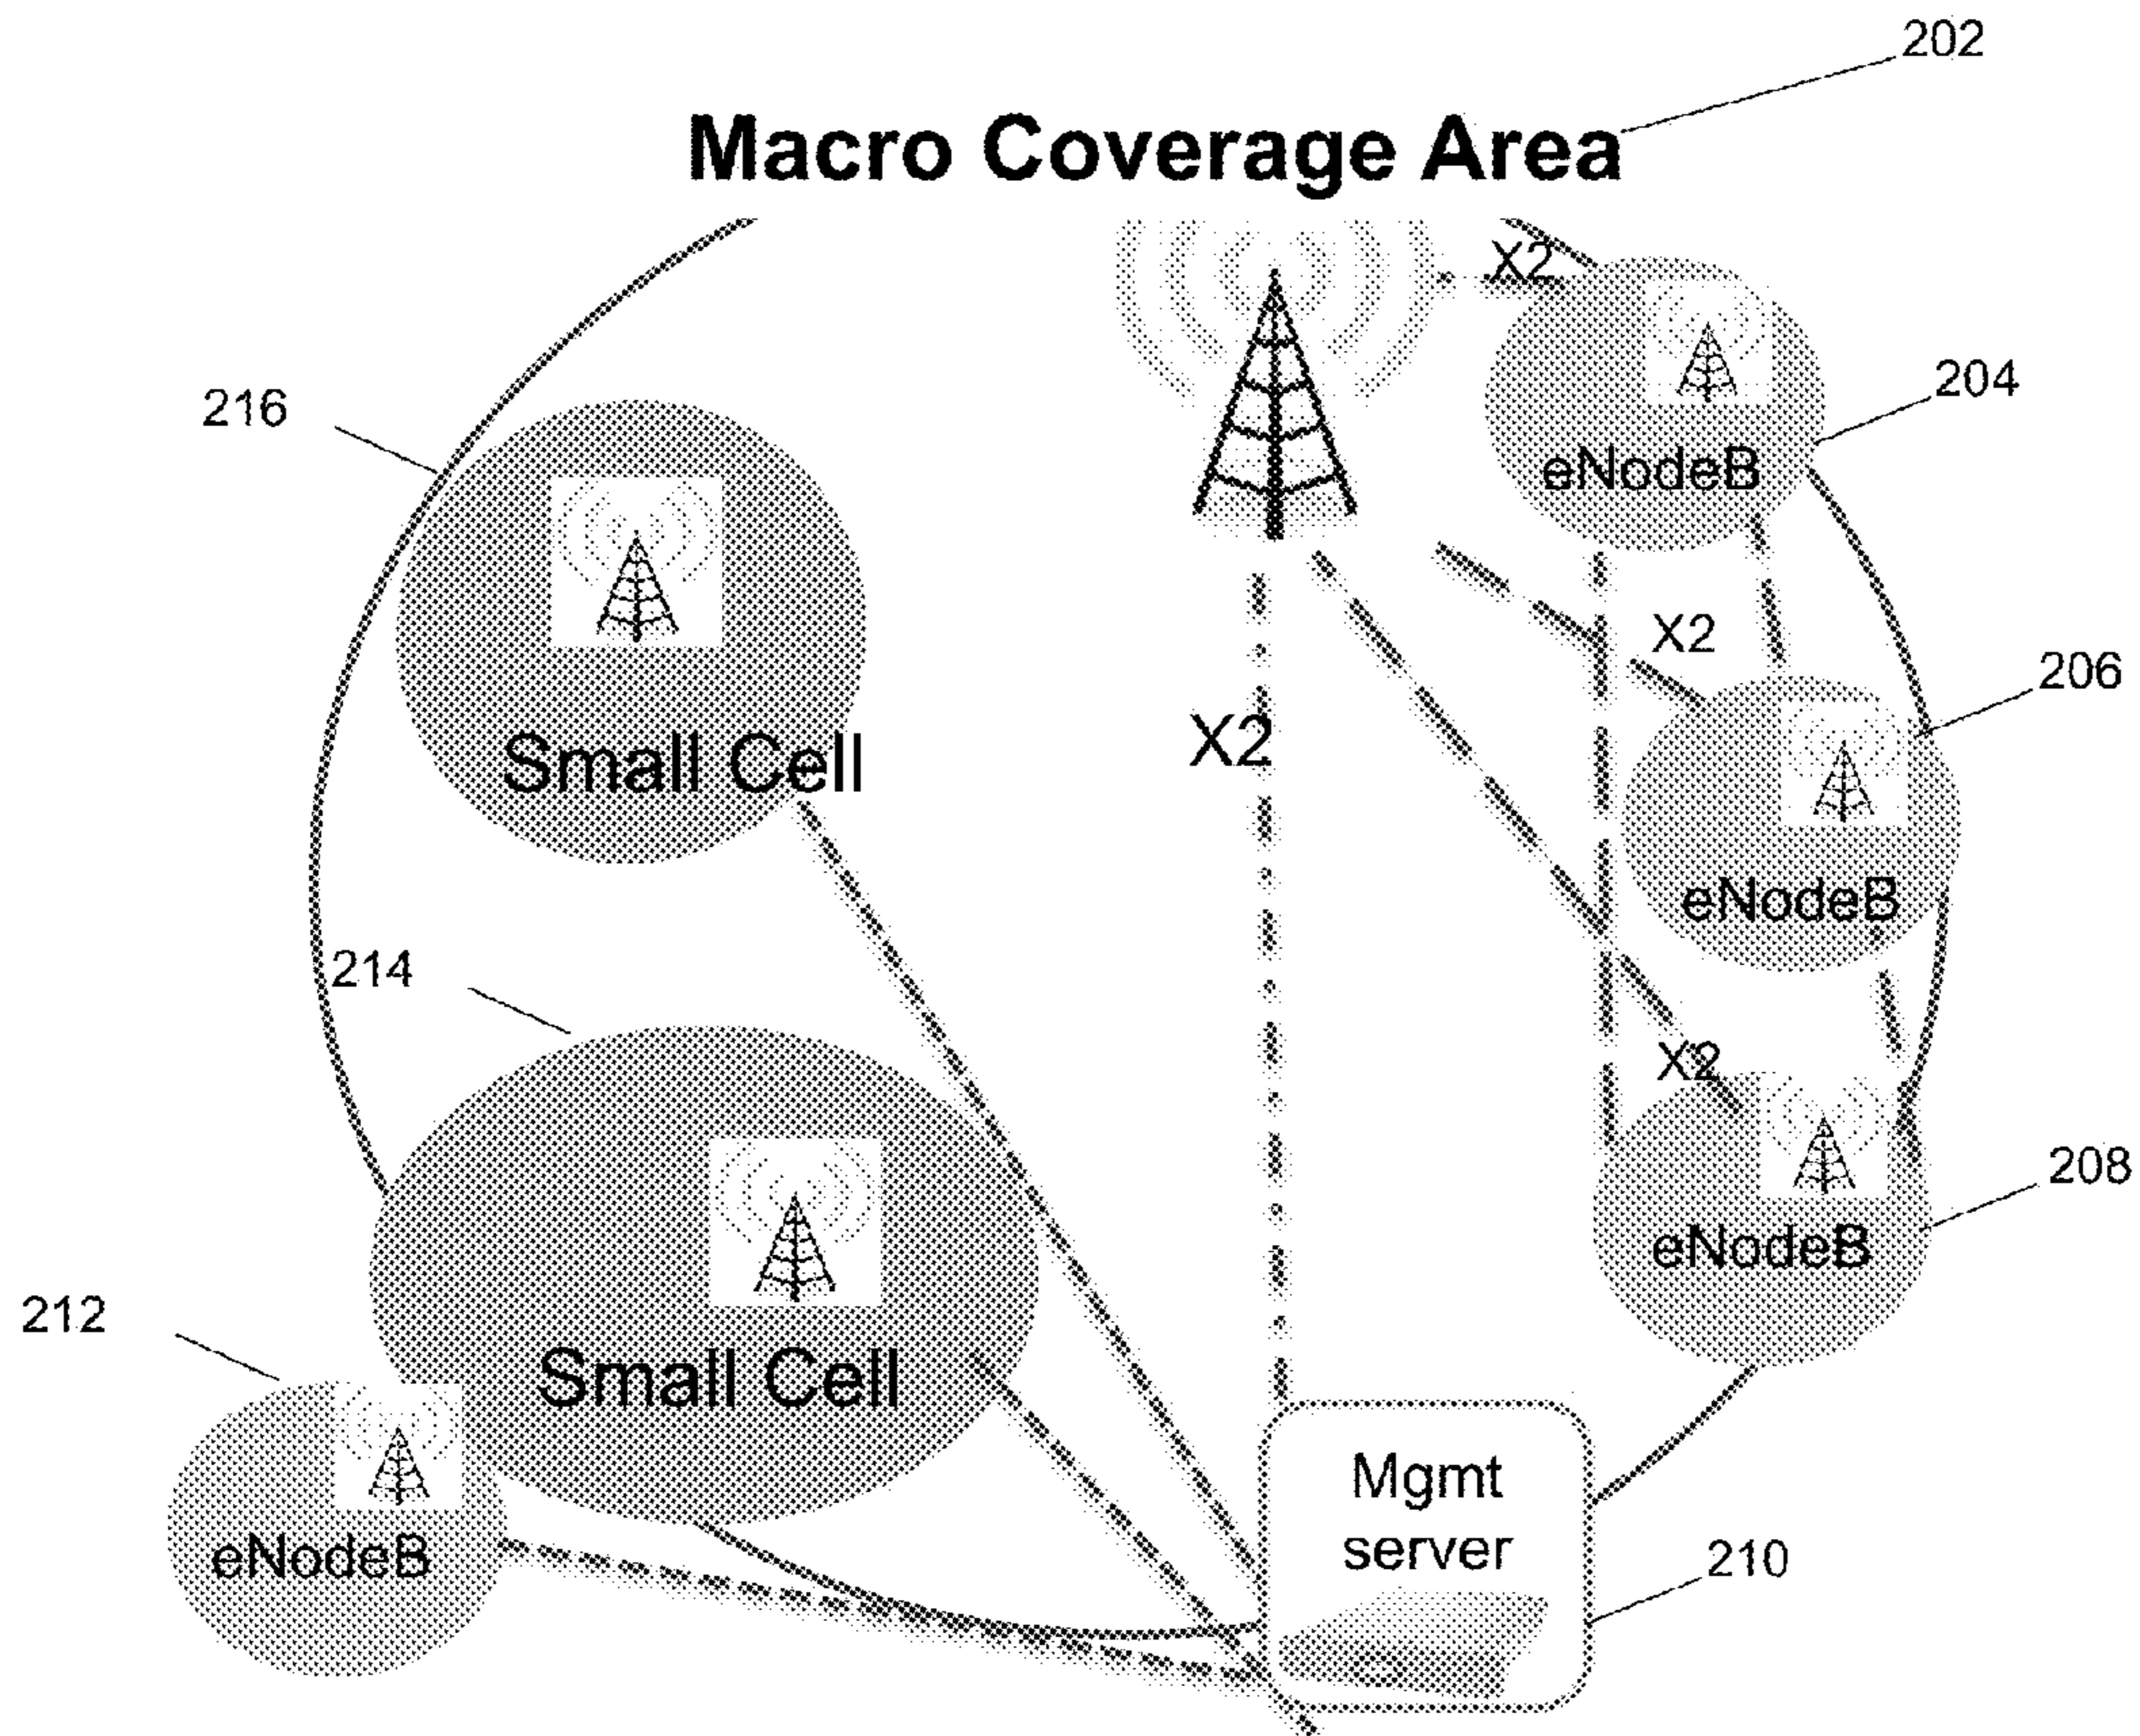 202
Macro Coverage Area
X2
204
216
eNodeB
X2
206
X2
Small Cell
eNodeB
214
X2
208
eNodeB
212
Small Cell
Mgmt
server
eNodeB
210